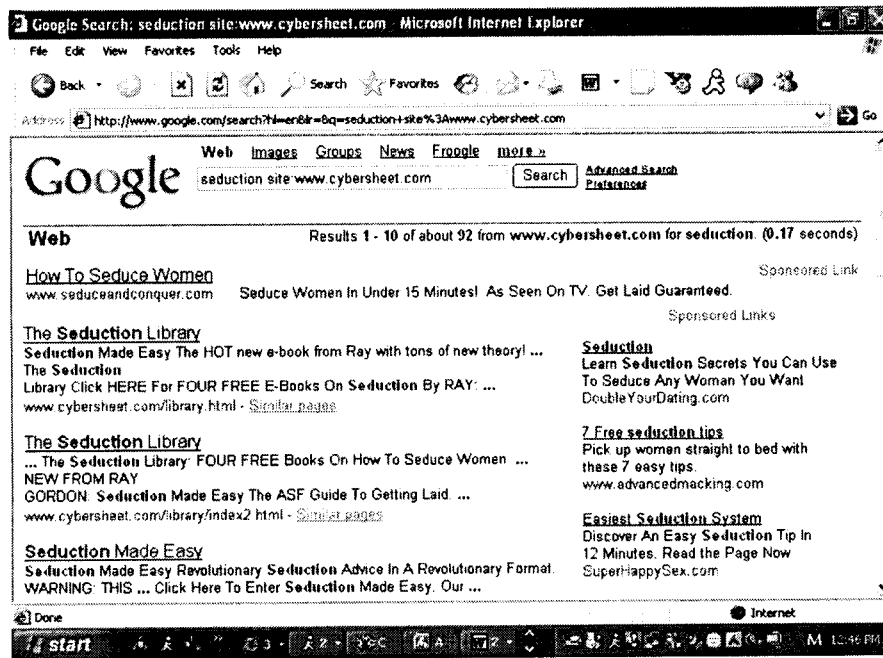 Google Search: seduction site:www.cybersheet.com - Microsoft Internet Explorer
File Edit View Favorites Tools Help
Back Search Favorites
Address http://www.google.com/search?hl=en&lr=&q=seduction+site%3Awww.cybersheet.com Go
Web Images Groups News Froogle more »
Google seduction site:www.cybersheet.com Search Advanced Search
Preferences
Web Results 1 - 10 of about 92 from www.cybersheet.com for seduction. (0.17 seconds)
How To Seduce Women Sponsored Link
www.seduceandconquer.com Seduce Women In Under 15 Minutes! As Seen On TV. Get Laid Guaranteed.
The Seduction Library
Seduction Made Easy The HOT new e-book from Ray with tons of new theory! ...
The Seduction
Library Click HERE For FOUR FREE E-Books On Seduction By RAY: ...
www.cybersheet.com/library.html - Similar pages
The Seduction Library
... The Seduction Library: FOUR FREE Books On How To Seduce Women ...
NEW FROM RAY
GORDON: Seduction Made Easy The ASF Guide To Getting Laid. ...
www.cybersheet.com/library/index2.html - Similar pages
Seduction Made Easy
Seduction Made Easy Revolutionary Seduction Advice In A Revolutionary Format.
WARNING: THIS ... Click Here To Enter Seduction Made Easy. Our ...
Sponsored Links
Seduction
Learn Seduction Secrets You Can Use
To Seduce Any Woman You Want
DoubleYourDating.com
7 Free seduction tips
Pick up women straight to bed with
these 7 easy tips.
www.advancedmacking.com
Easiest Seduction System
Discover An Easy Seduction Tip In
12 Minutes. Read the Page Now
SuperHappySex.com
Done Internet
start 12:46 PM